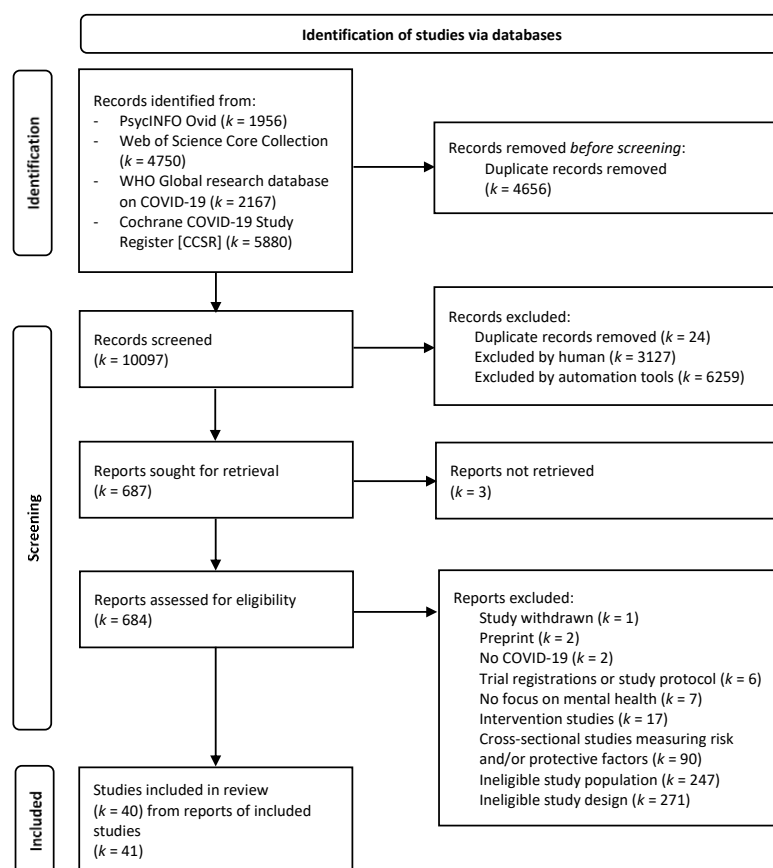 Identification of studies via databases
Identification
Records identified from:
- PsycINFO Ovid (k = 1956)
- Web of Science Core Collection
(k = 4750)
- WHO Global research database
on COVID-19 (k = 2167)
- Cochrane COVID-19 Study
Register [CCSR] (k = 5880)
Records removed before screening:
Duplicate records removed
(k = 4656)
Screening
Records screened
(k = 10097)
Records excluded:
Duplicate records removed (k = 24)
Excluded by human (k = 3127)
Excluded by automation tools (k = 6259)
Reports sought for retrieval
(k = 687)
Reports not retrieved
(k = 3)
Reports assessed for eligibility
(k = 684)
Reports excluded:
Study withdrawn (k = 1)
Preprint (k = 2)
No COVID-19 (k = 2)
Trial registrations or study protocol (k = 6)
No focus on mental health (k = 7)
Intervention studies (k = 17)
Cross-sectional studies measuring risk
and/or protective factors (k = 90)
Ineligible study population (k = 247)
Ineligible study design (k = 271)
Included
Studies included in review
(k = 40) from reports of included
studies
(k = 41)